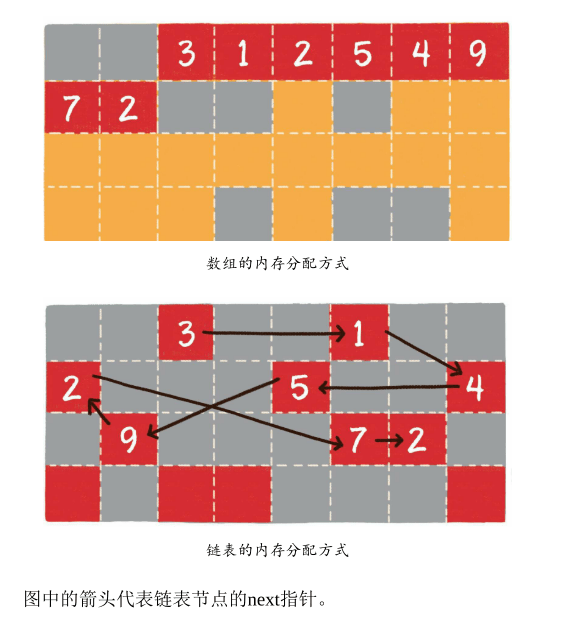 3 1 2 5 4 9
7 2
数组的内存分配方式
3 1
2 5 4
9 7 2
链表的内存分配方式
图中的箭头代表链表节点的next指针。